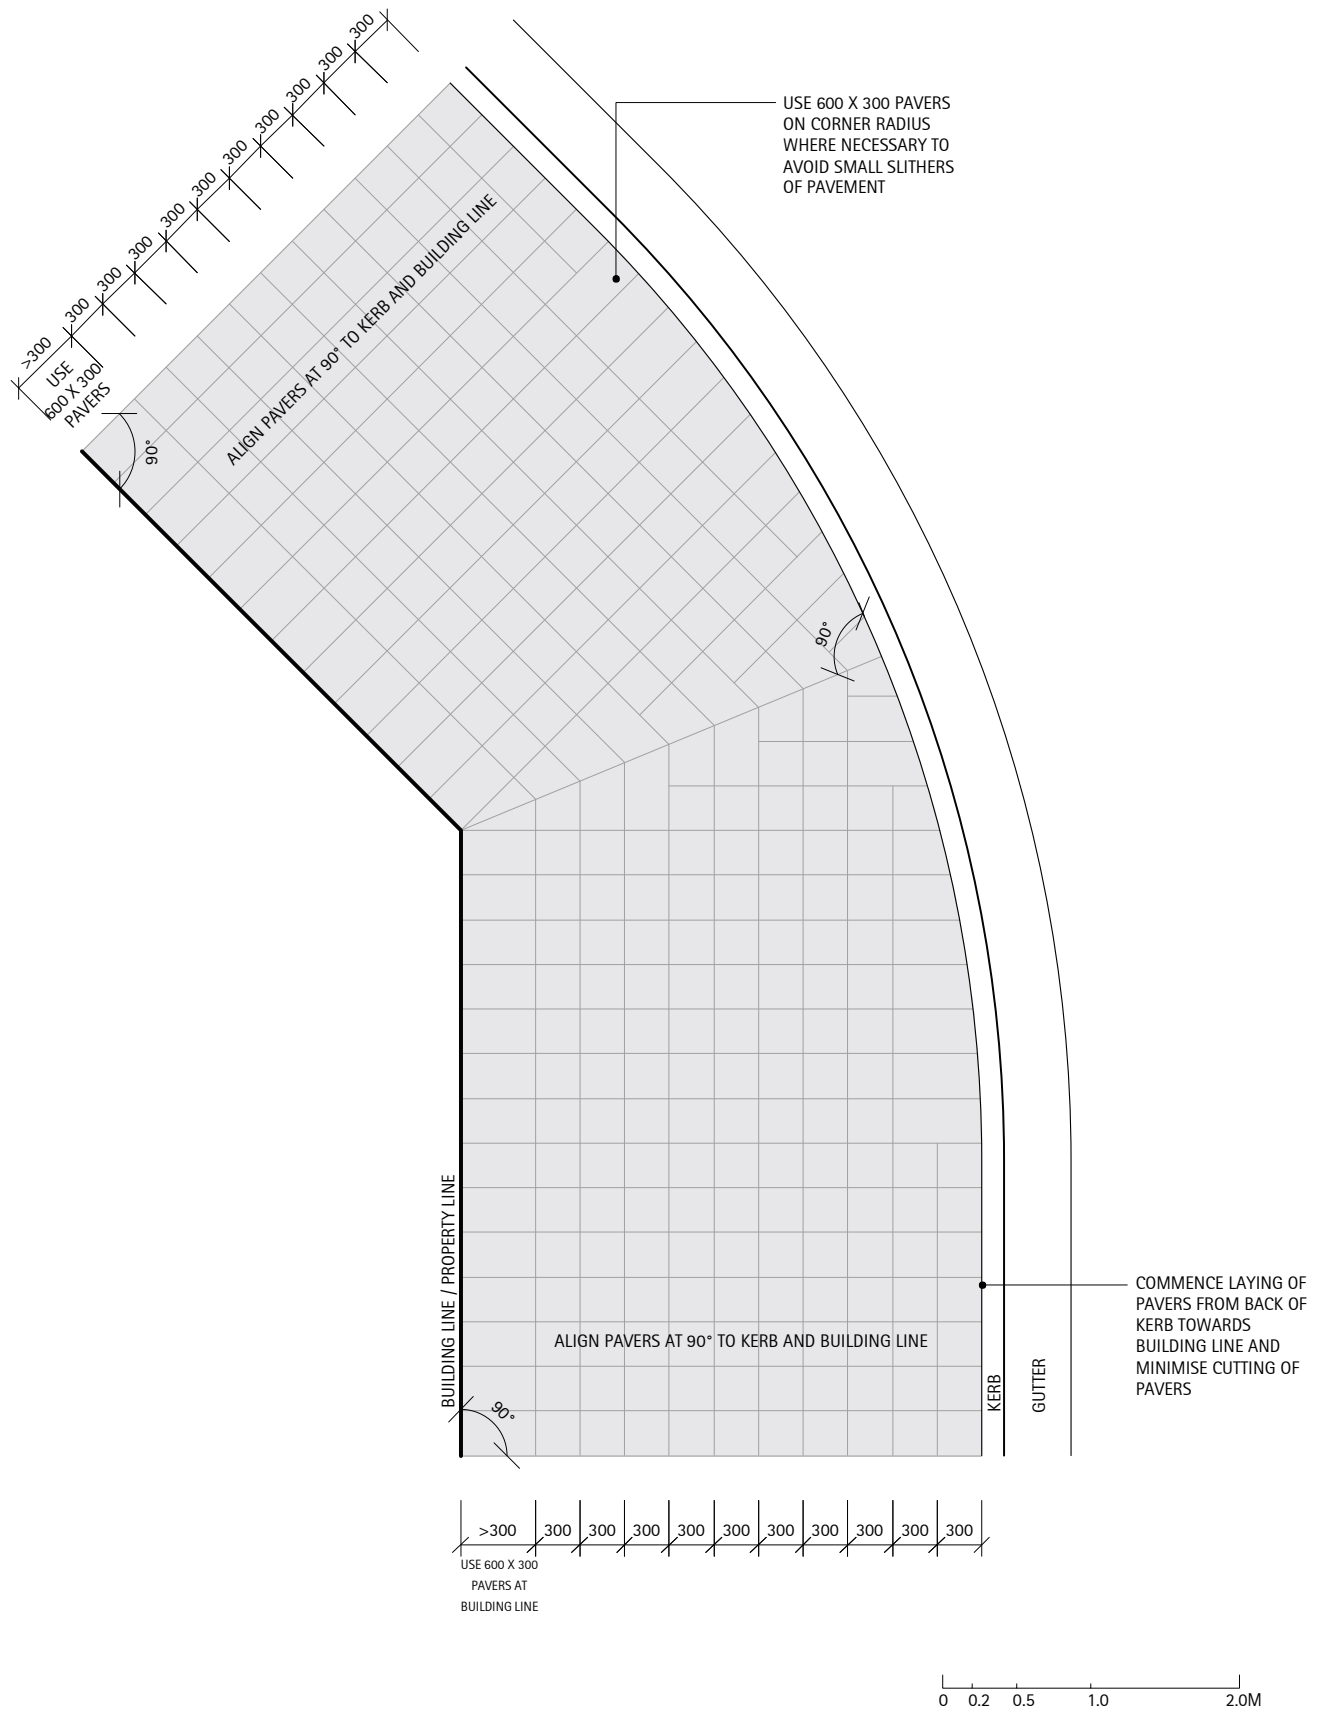 300
300
300
300
300
300
300
300
300
300
>300
USE
600 X 300
PAVERS
90°
ALIGN PAVERS AT 90° TO KERB AND BUILDING LINE
USE 600 X 300 PAVERS
ON CORNER RADIUS
WHERE NECESSARY TO
AVOID SMALL SLITHERS
OF PAVEMENT
90°
BUILDING LINE / PROPERTY LINE
COMMENCE LAYING OF
PAVERS FROM BACK OF
KERB TOWARDS
BUILDING LINE AND
MINIMISE CUTTING OF
PAVERS
ALIGN PAVERS AT 90° TO KERB AND BUILDING LINE
KERB
GUTTER
90°
>300 300 300 300 300 300 300 300 300 300 300
USE 600 X 300
PAVERS AT
BUILDING LINE
0 0.2 0.5 1.0 2.0M